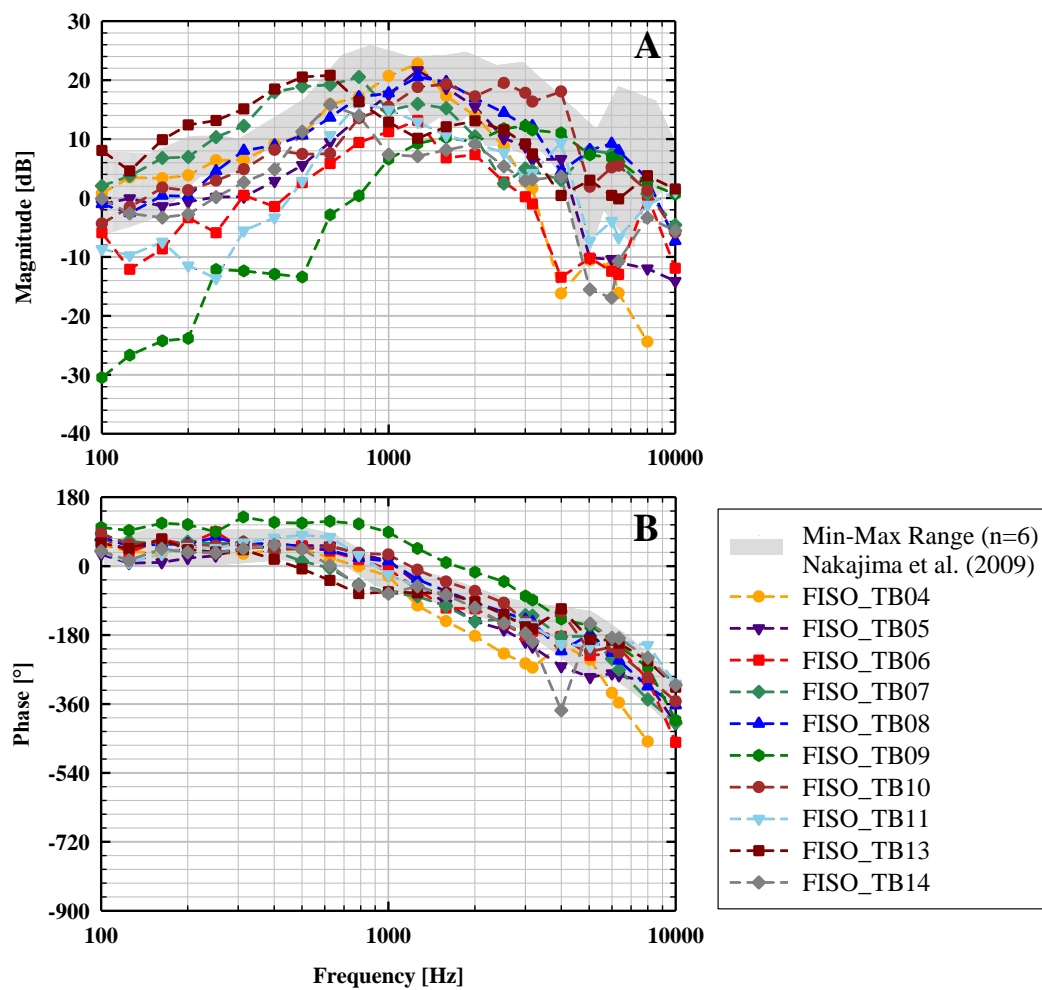 A
Magnitude [dB]
30
20
10
0
-10
-20
-30
-40
100
1000
10000
B
Phase [°]
180
0
-180
-360
-540
-720
-900
100
1000
10000
Frequency [Hz]
Min-Max Range (n=6)
Nakajima et al. (2009)
FISO_TB04
FISO_TB05
FISO_TB06
FISO_TB07
FISO_TB08
FISO_TB09
FISO_TB10
FISO_TB11
FISO_TB13
FISO_TB14